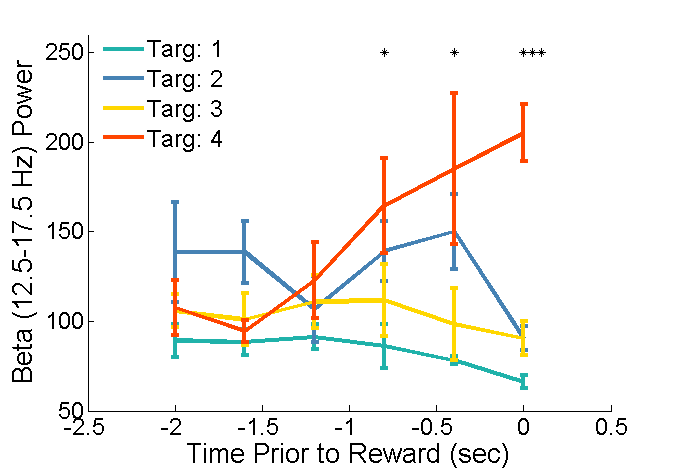 250
200
150
100
50
Beta (12.5-17.5 Hz) Power
Targ: 1
Targ: 2
Targ: 3
Targ: 4
* * ***
-2.5 -2 -1.5 -1 -0.5 0 0.5
Time Prior to Reward (sec)